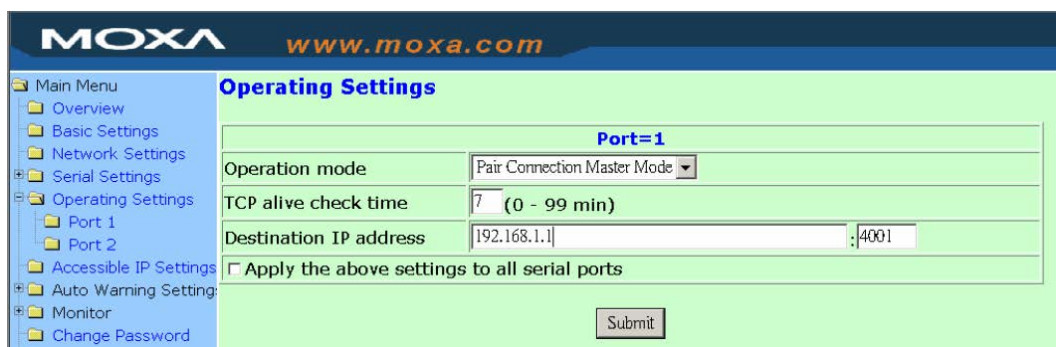 MOXA www.moxa.com
Main Menu
Overview
Basic Settings
Network Settings
Serial Settings
Operating Settings
Port 1
Port 2
Accessible IP Settings
Auto Warning Setting
Monitor
Change Password
Operating Settings
Port=1
Operation mode Pair Connection Master Mode
TCP alive check time 7 (0 - 99 min)
Destination IP address 192.168.1.1 :4001
Apply the above settings to all serial ports
Submit